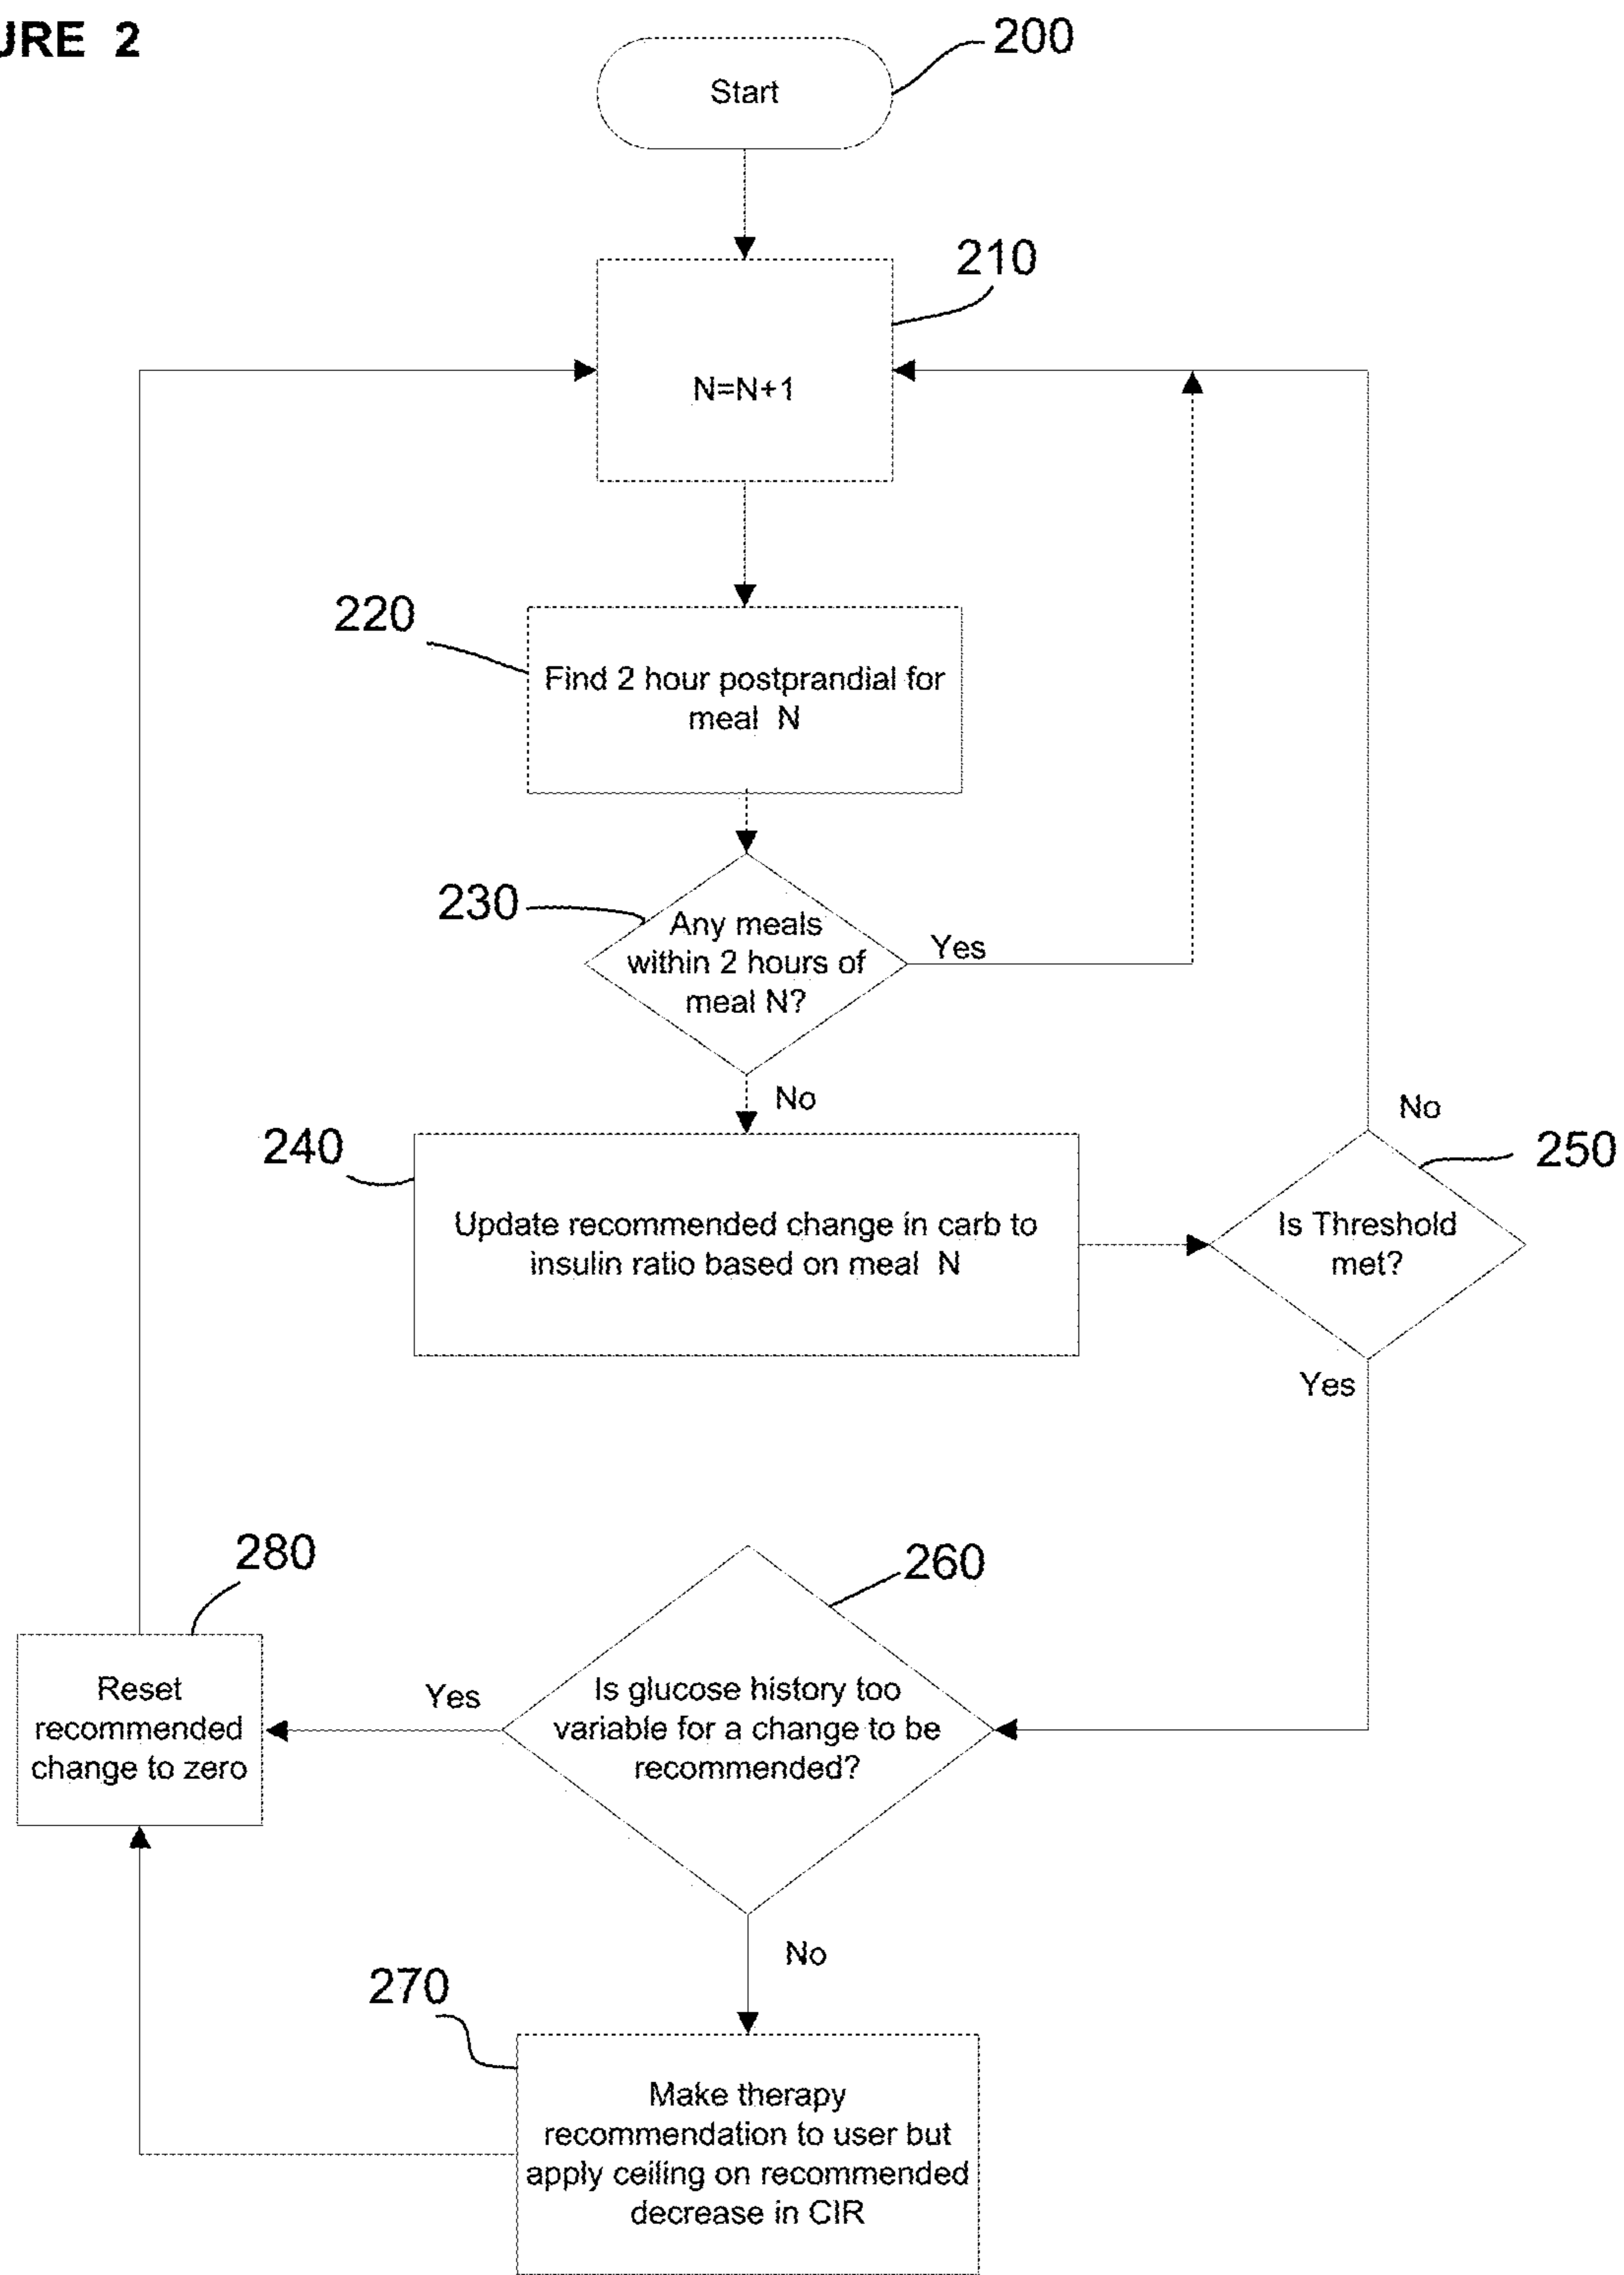 URE 2
200
Start
210
N=N+1
220
Find 2 hour postprandial for
meal N
230
Any meals
within 2 hours of
meal N?
Yes
No
240
Update recommended change in carb to
insulin ratio based on meal N
No
250
Is Threshold
met?
Yes
280
Reset
recommended
change to zero
Yes
260
Is glucose history too
variable for a change to be
recommended?
No
270
Make therapy
recommendation to user but
apply ceiling on recommended
decrease in CIR